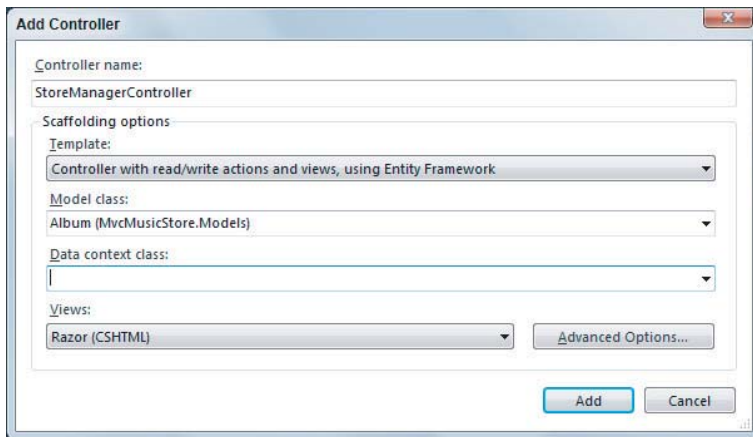 Add Controller
Controller name:
StoreManagerController
Scaffolding options
Template:
Controller with read/write actions and views, using Entity Framework
Model class:
Album (MvcMusicStore.Models)
Data context class:
Views:
Razor (CSHTML)
Advanced Options...
Add
Cancel